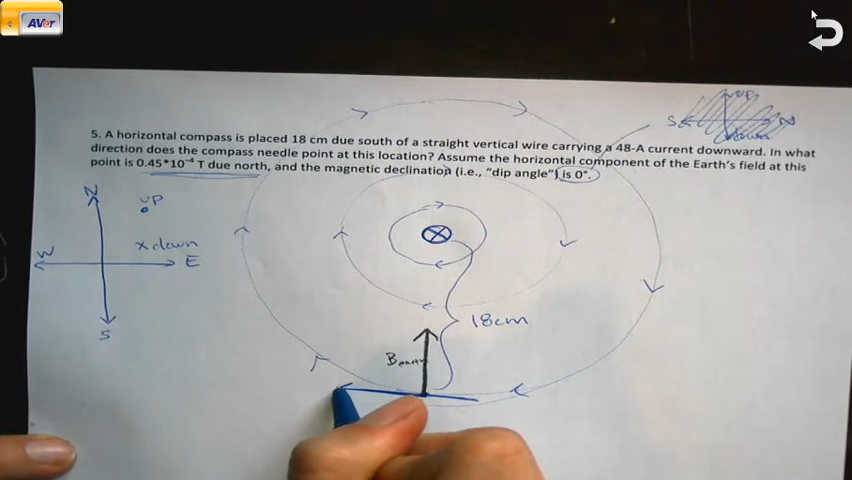 AVer
UP
S N
down
5. A horizontal compass is placed 18 cm due south of a straight vertical wire carrying a 48-A current downward. In what
direction does the compass needle point at this location? Assume the horizontal component of the Earth's field at this
point is 0.45*10⁻⁴ T due north, and the magnetic declination (i.e., "dip angle") is 0°.
N
UP
x down
W
E
S
18cm